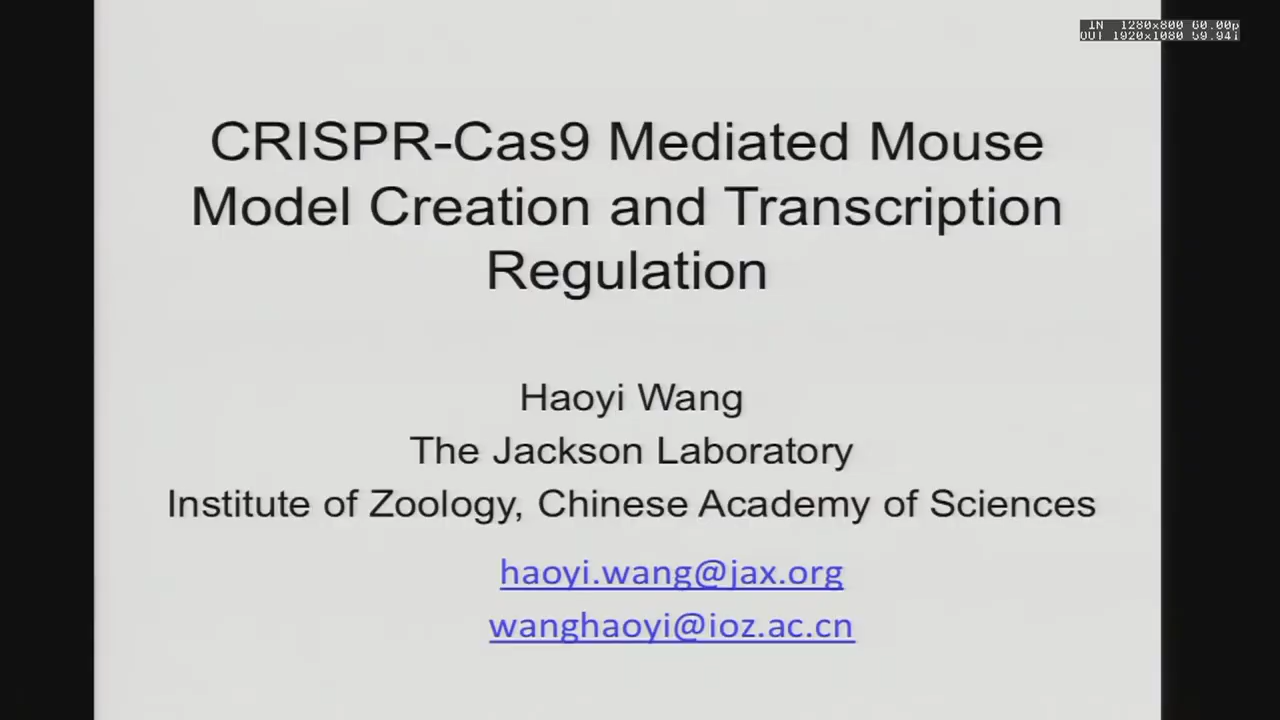 IN 1280x800 60.00p
OUT 1920x1080 59.94i
CRISPR-Cas9 Mediated Mouse
Model Creation and Transcription
Regulation
Haoyi Wang
The Jackson Laboratory
Institute of Zoology, Chinese Academy of Sciences
haoyi.wang@jax.org
wanghaoyi@ioz.ac.cn